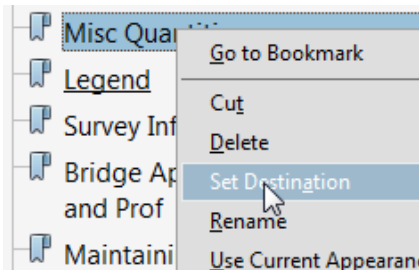 Misc Quantiti
Go to Bookmark
Legend
Cut
Survey Inf
Delete
Bridge Ap
Set Destination
and Prof
Rename
Maintaini
Use Current Appearan